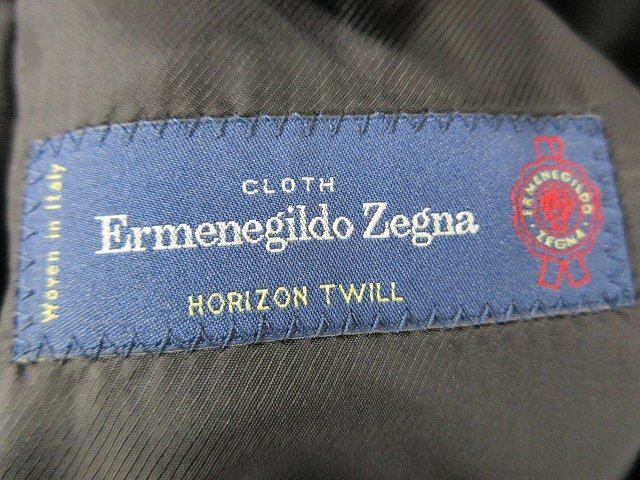 Woven in Italy
CLOTH
Ermenegildo Zegna
HORIZON TWILL
ERMENEGILDO
ZEGNA